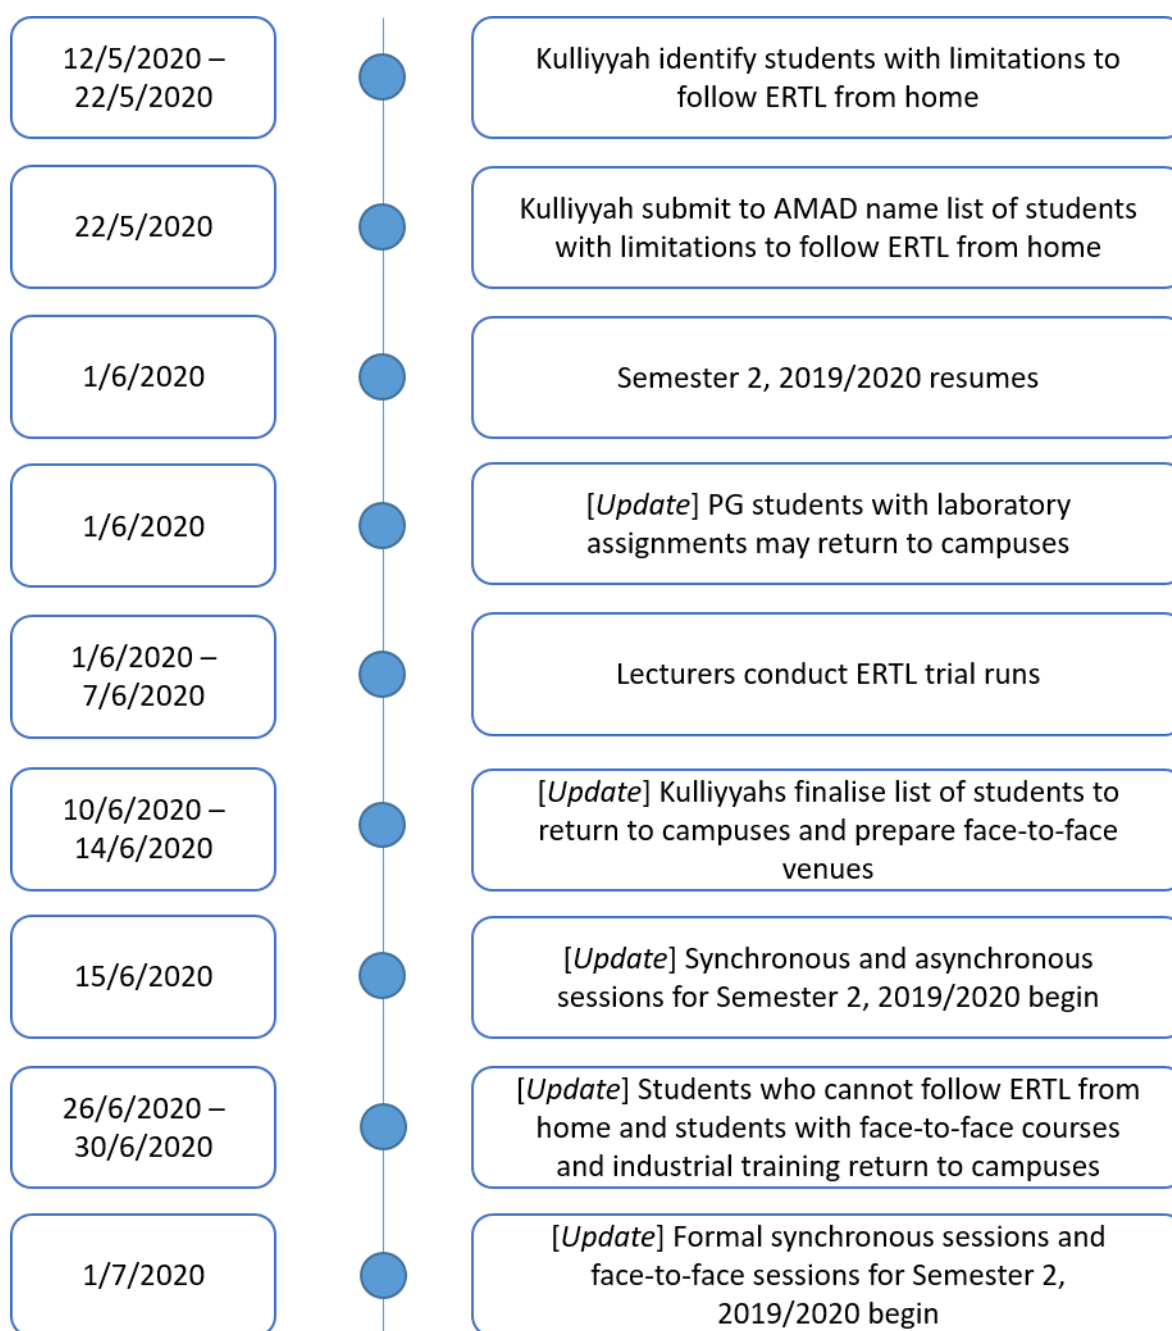 12/5/2020 –
22/5/2020
Kulliyyah identify students with limitations to
follow ERTL from home
22/5/2020
Kulliyyah submit to AMAD name list of students
with limitations to follow ERTL from home
1/6/2020
Semester 2, 2019/2020 resumes
1/6/2020
[Update] PG students with laboratory
assignments may return to campuses
1/6/2020 –
7/6/2020
Lecturers conduct ERTL trial runs
10/6/2020 –
14/6/2020
[Update] Kulliyyahs finalise list of students to
return to campuses and prepare face-to-face
venues
15/6/2020
[Update] Synchronous and asynchronous
sessions for Semester 2, 2019/2020 begin
26/6/2020 –
30/6/2020
[Update] Students who cannot follow ERTL from
home and students with face-to-face courses
and industrial training return to campuses
1/7/2020
[Update] Formal synchronous sessions and
face-to-face sessions for Semester 2,
2019/2020 begin